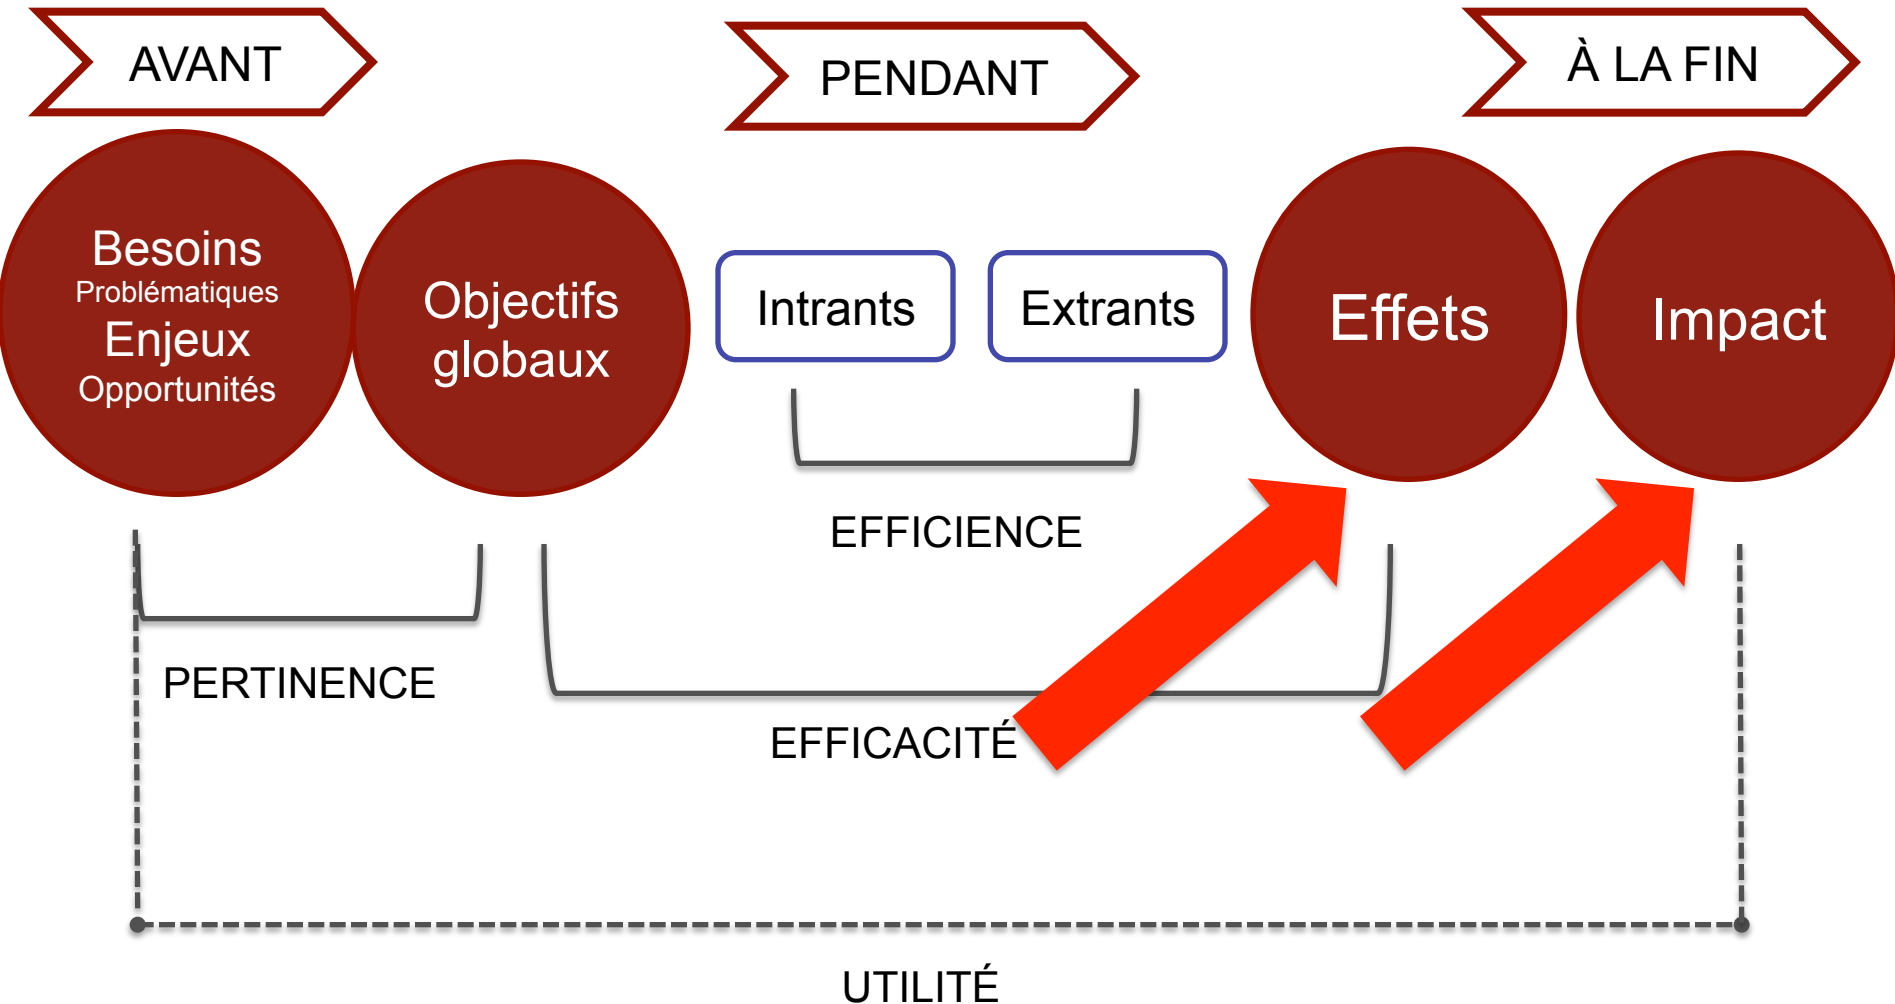 AVANT
PENDANT
À LA FIN
Besoins
Problématiques
Enjeux
Opportunités
Objectifs
globaux
Intrants
Extrants
Effets
Impact
EFFICIENCE
PERTINENCE
EFFICACITÉ
UTILITÉ